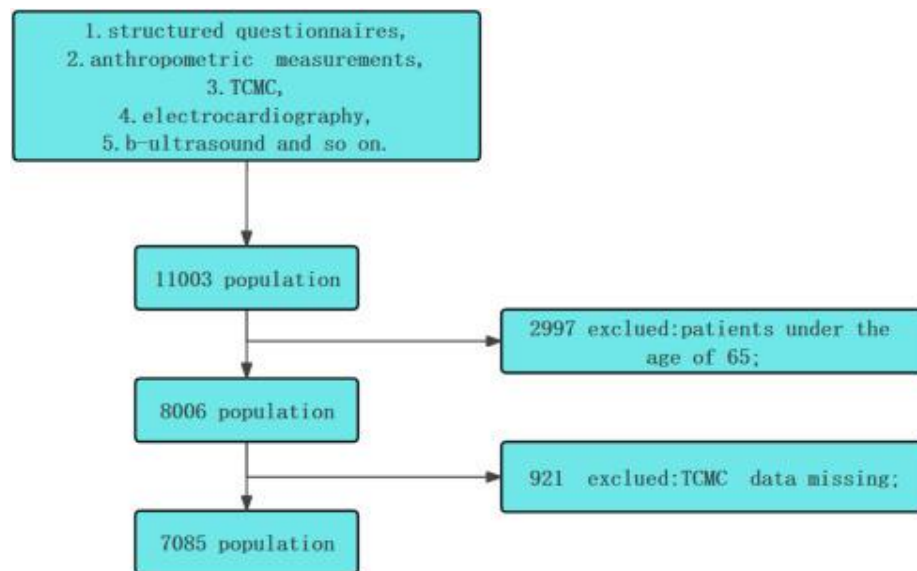 1.structured questionnaires,
2.anthropometric measurements,
3.TCMC,
4.electrocardiography,
5.b-ultrasound and so on.
11003 population
2997 exclued:patients under the
age of 65;
8006 population
921 exclued:TCMC data missing;
7085 population